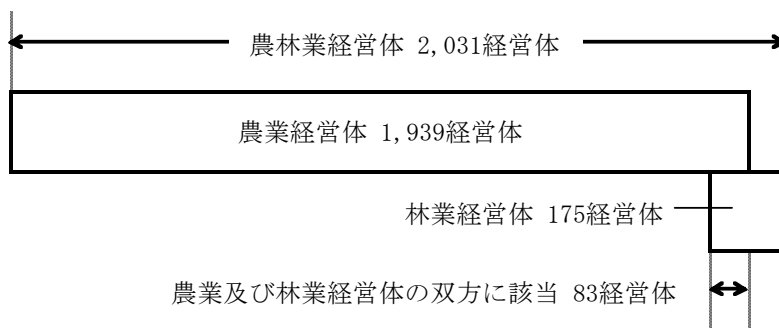 農林業経営体 2,031経営体
農業経営体 1,939経営体
林業経営体 175経営体
農業及び林業経営体の双方に該当 83経営体